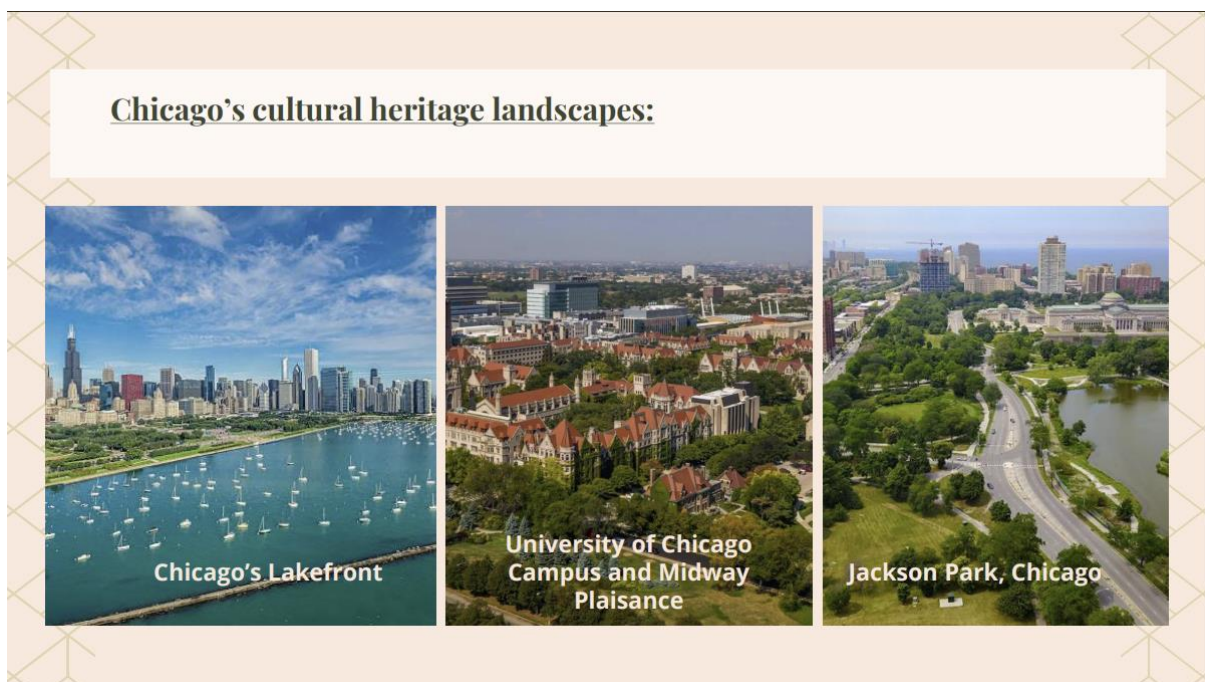 Chicago’s cultural heritage landscapes:
Chicago’s Lakefront
University of Chicago
Campus and Midway
Plaisance
Jackson Park, Chicago